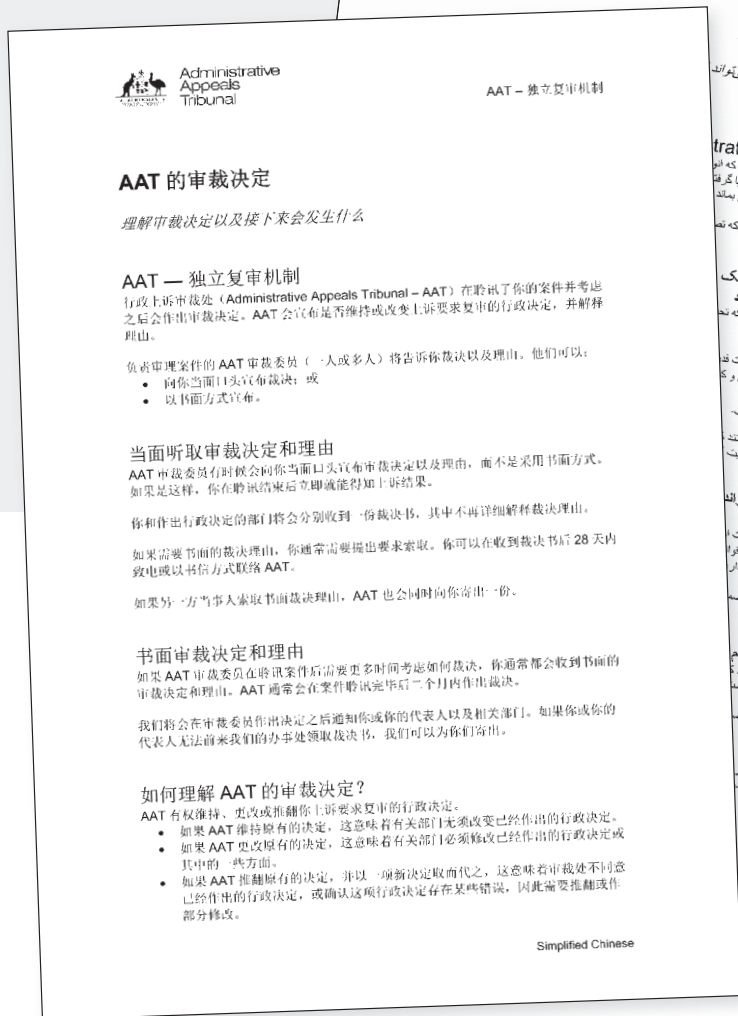 Administrative
Appeals
Tribunal
AAT – 独立复审机制
AAT 的审裁决定
理解审裁决定以及接下来会发生什么
AAT — 独立复审机制
行政上诉审裁处（Administrative Appeals Tribunal – AAT）在聆讯了你的案件并考虑
之后会作出审裁决定。AAT 会宣布是否维持或改变上诉要求复审的行政决定，并解释
理由。
负责审理案件的 AAT 审裁委员（一人或多人）将告诉你裁决以及理由。他们可以：
• 向你当面口头宣布裁决；或
• 以书面方式宣布。
当面听取审裁决定和理由
AAT 审裁委员有时候会向你当面口头宣布审裁决定以及理由，而不是采用书面方式。
如果是这样，你在聆讯结束后立即就能得知上诉结果。
你和作出行政决定的部门将会分别收到一份裁决书，其中不再详细解释裁决理由。
如果需要书面的裁决理由，你通常需要提出要求索取。你可以在收到裁决书后 28 天内
致电或以书信方式联络 AAT。
如果另一方当事人索取书面裁决理由，AAT 也会同时向你寄出一份。
书面审裁决定和理由
如果 AAT 审裁委员在聆讯案件后需要更多时间考虑如何裁决，你通常都会收到书面的
审裁决定和理由。AAT 通常会在案件聆讯完毕后二个月内作出裁决。
我们将会在审裁委员作出决定之后通知你或你的代表人以及相关部门。如果你或你的
代表人无法前来我们的办事处领取裁决书，我们可以为你们寄出。
如何理解 AAT 的审裁决定？
AAT 有权维持、更改或推翻你上诉要求复审的行政决定。
• 如果 AAT 维持原有的决定，这意味着有关部门无须改变已经作出的行政决定。
• 如果 AAT 更改原有的决定，这意味着有关部门必须修改已经作出的行政决定或
其中的一些方面。
• 如果 AAT 推翻原有的决定，并以一项新决定取而代之，这意味着审裁处不同意
已经作出的行政决定，或确认这项行政决定存在某些错误，因此需要推翻或作
部分修改。
Simplified Chinese